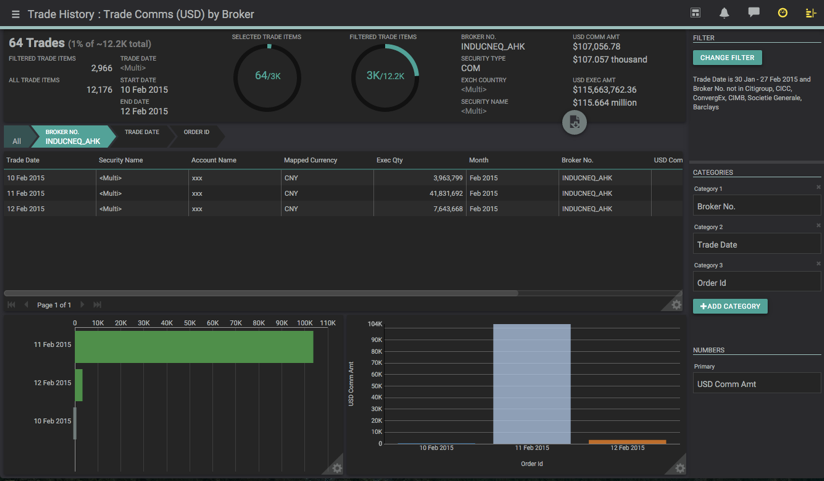 Trade History : Trade Comms (USD) by Broker
64 Trades (1% of ~12.2K total)
FILTERED TRADE ITEMS
2,966
ALL TRADE ITEMS
12,176
TRADE DATE
<Multi>
START DATE
10 Feb 2015
END DATE
12 Feb 2015
SELECTED TRADE ITEMS
64/3K
FILTERED TRADE ITEMS
3K/12.2K
BROKER NO.
INDUCNEQ_AHK
SECURITY TYPE
COM
EXCH COUNTRY
<Multi>
SECURITY NAME
<Multi>
USD COMM AMT
$107,056.78
$107.057 thousand
USD EXEC AMT
$115,663,762.36
$115.664 million
All
BROKER NO.
INDUCNEQ_AHK
TRADE DATE
ORDER ID
Trade Date Security Name Account Name Mapped Currency Exec Qty Month Broker No. USD Com
10 Feb 2015 <Multi> xxx CNY 3,963,799 Feb 2015 INDUCNEQ_AHK
11 Feb 2015 <Multi> xxx CNY 41,831,692 Feb 2015 INDUCNEQ_AHK
12 Feb 2015 <Multi> xxx CNY 7,643,668 Feb 2015 INDUCNEQ_AHK
Page 1 of 1
0 10K 20K 30K 40K 50K 60K 70K 80K 90K 100K 110K
11 Feb 2015
12 Feb 2015
10 Feb 2015
USD Comm Amt
104K
90K
80K
70K
60K
50K
40K
30K
20K
10K
0
10 Feb 2015 11 Feb 2015 12 Feb 2015
Order Id
FILTER
CHANGE FILTER
Trade Date is 30 Jan - 27 Feb 2015 and
Broker No. not in Citigroup, CICC,
ConvergEx, CIMB, Societie Generale,
Barclays
CATEGORIES
Category 1
Broker No.
Category 2
Trade Date
Category 3
Order Id
+ADD CATEGORY
NUMBERS
Primary
USD Comm Amt